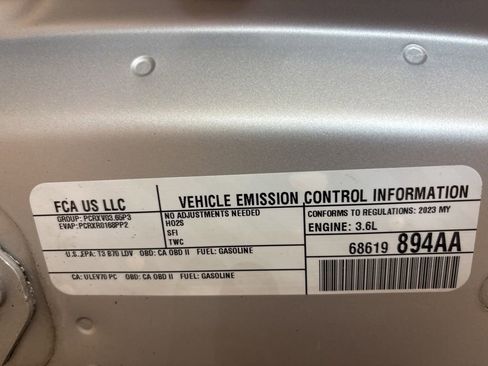 FCA US LLC
VEHICLE EMISSION CONTROL INFORMATION
GROUP: PCRXV03.65P3
EVAP: PCRXR0168PP2
NO ADJUSTMENTS NEEDED
HO2S
SFI
TWC
CONFORMS TO REGULATIONS: 2023 MY
ENGINE: 3.6L
68619 894AA
U.S. EPA: T3 B70 LDV OBD: CA OBD II FUEL: GASOLINE
CA: ULEV70 PC OBD: CA OBD II FUEL: GASOLINE